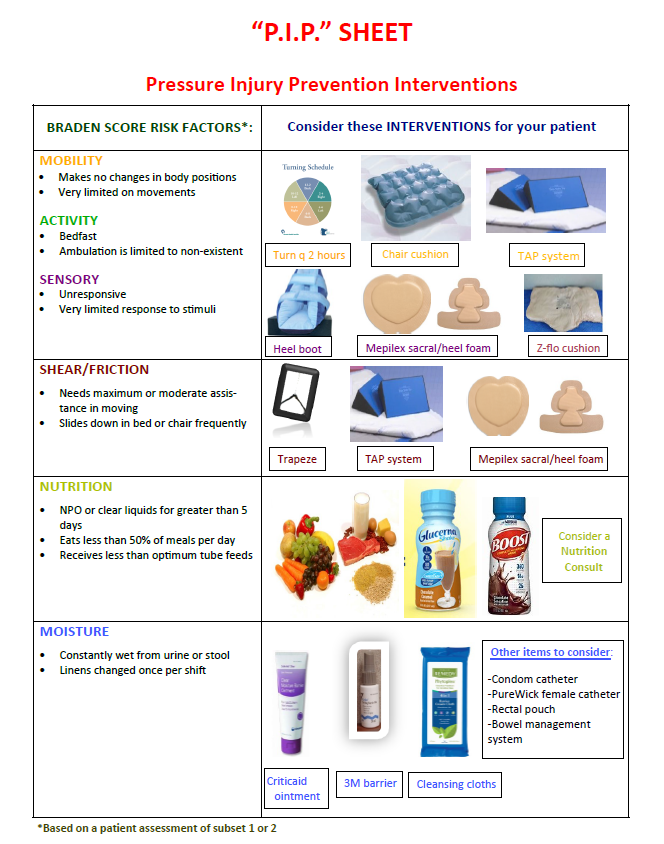 “P.I.P.” SHEET
Pressure Injury Prevention Interventions
BRADEN SCORE RISK FACTORS*:
Consider these INTERVENTIONS for your patient
MOBILITY
• Makes no changes in body positions
• Very limited on movements
ACTIVITY
• Bedfast
• Ambulation is limited to non-existent
SENSORY
• Unresponsive
• Very limited response to stimuli
Turning Schedule
Turn q 2 hours
Chair cushion
TAP system
Heel boot
Mepilex sacral/heel foam
Z-flo cushion
SHEAR/FRICTION
• Needs maximum or moderate assis-
tance in moving
• Slides down in bed or chair frequently
Trapeze
TAP system
Mepilex sacral/heel foam
NUTRITION
• NPO or clear liquids for greater than 5
days
• Eats less than 50% of meals per day
• Receives less than optimum tube feeds
Glucerna
BOOST
Consider a
Nutrition
Consult
MOISTURE
• Constantly wet from urine or stool
• Linens changed once per shift
Criticaid
ointment
3M barrier
Cleansing cloths
Other items to consider:
-Condom catheter
-PureWick female catheter
-Rectal pouch
-Bowel management
system
*Based on a patient assessment of subset 1 or 2